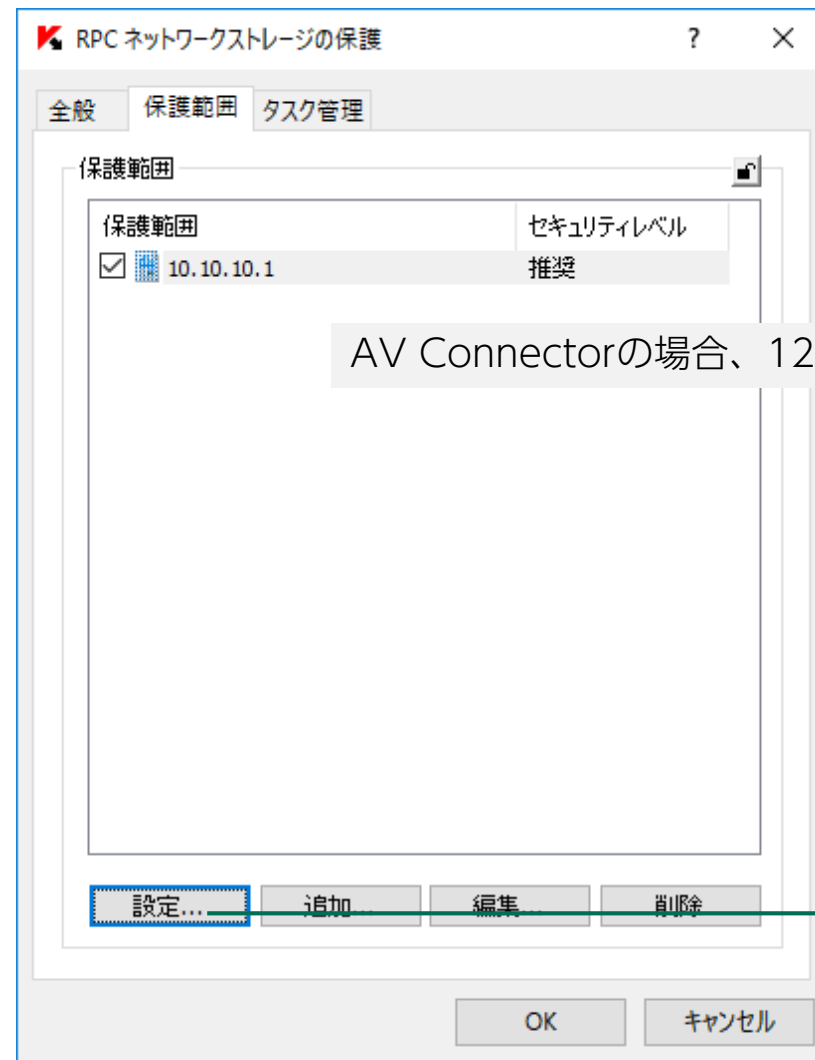 RPC ネットワークストレージの保護 ? ×
全般 保護範囲 タスク管理
保護範囲
保護範囲 セキュリティレベル
10.10.10.1 推奨
AV Connectorの場合、12
設定... 追加... 編集... 削除
OK キャンセル